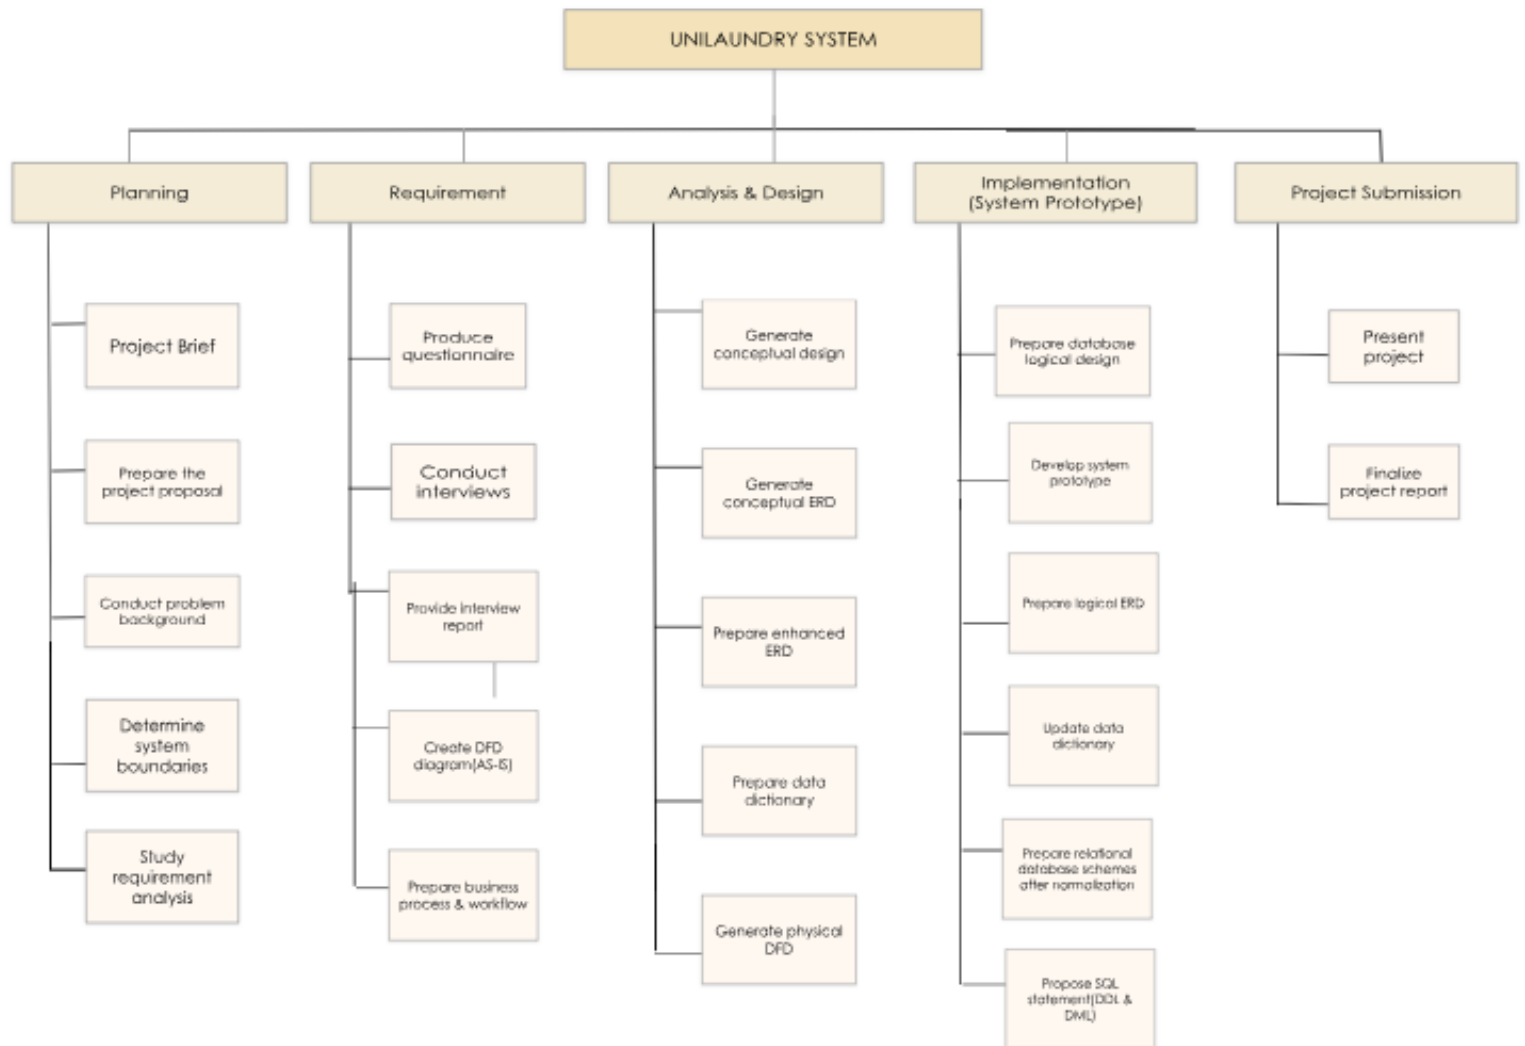 UNILAUNDRY SYSTEM
Planning
Project Brief
Prepare the
project proposal
Conduct problem
background
Determine
system
boundaries
Study
requirement
analysis
Requirement
Produce
questionnaire
Conduct
interviews
Provide interview
report
Create DFD
diagram(AS-IS)
Prepare business
process & workflow
Analysis & Design
Generate
conceptual design
Generate
conceptual ERD
Prepare enhanced
ERD
Prepare data
dictionary
Generate physical
DFD
Implementation
(System Prototype)
Prepare database
logical design
Develop system
prototype
Prepare logical ERD
Update data
dictionary
Prepare relational
database schemes
after normalization
Propose SQL
statement(DDL &
DML)
Project Submission
Present
project
Finalize
project report